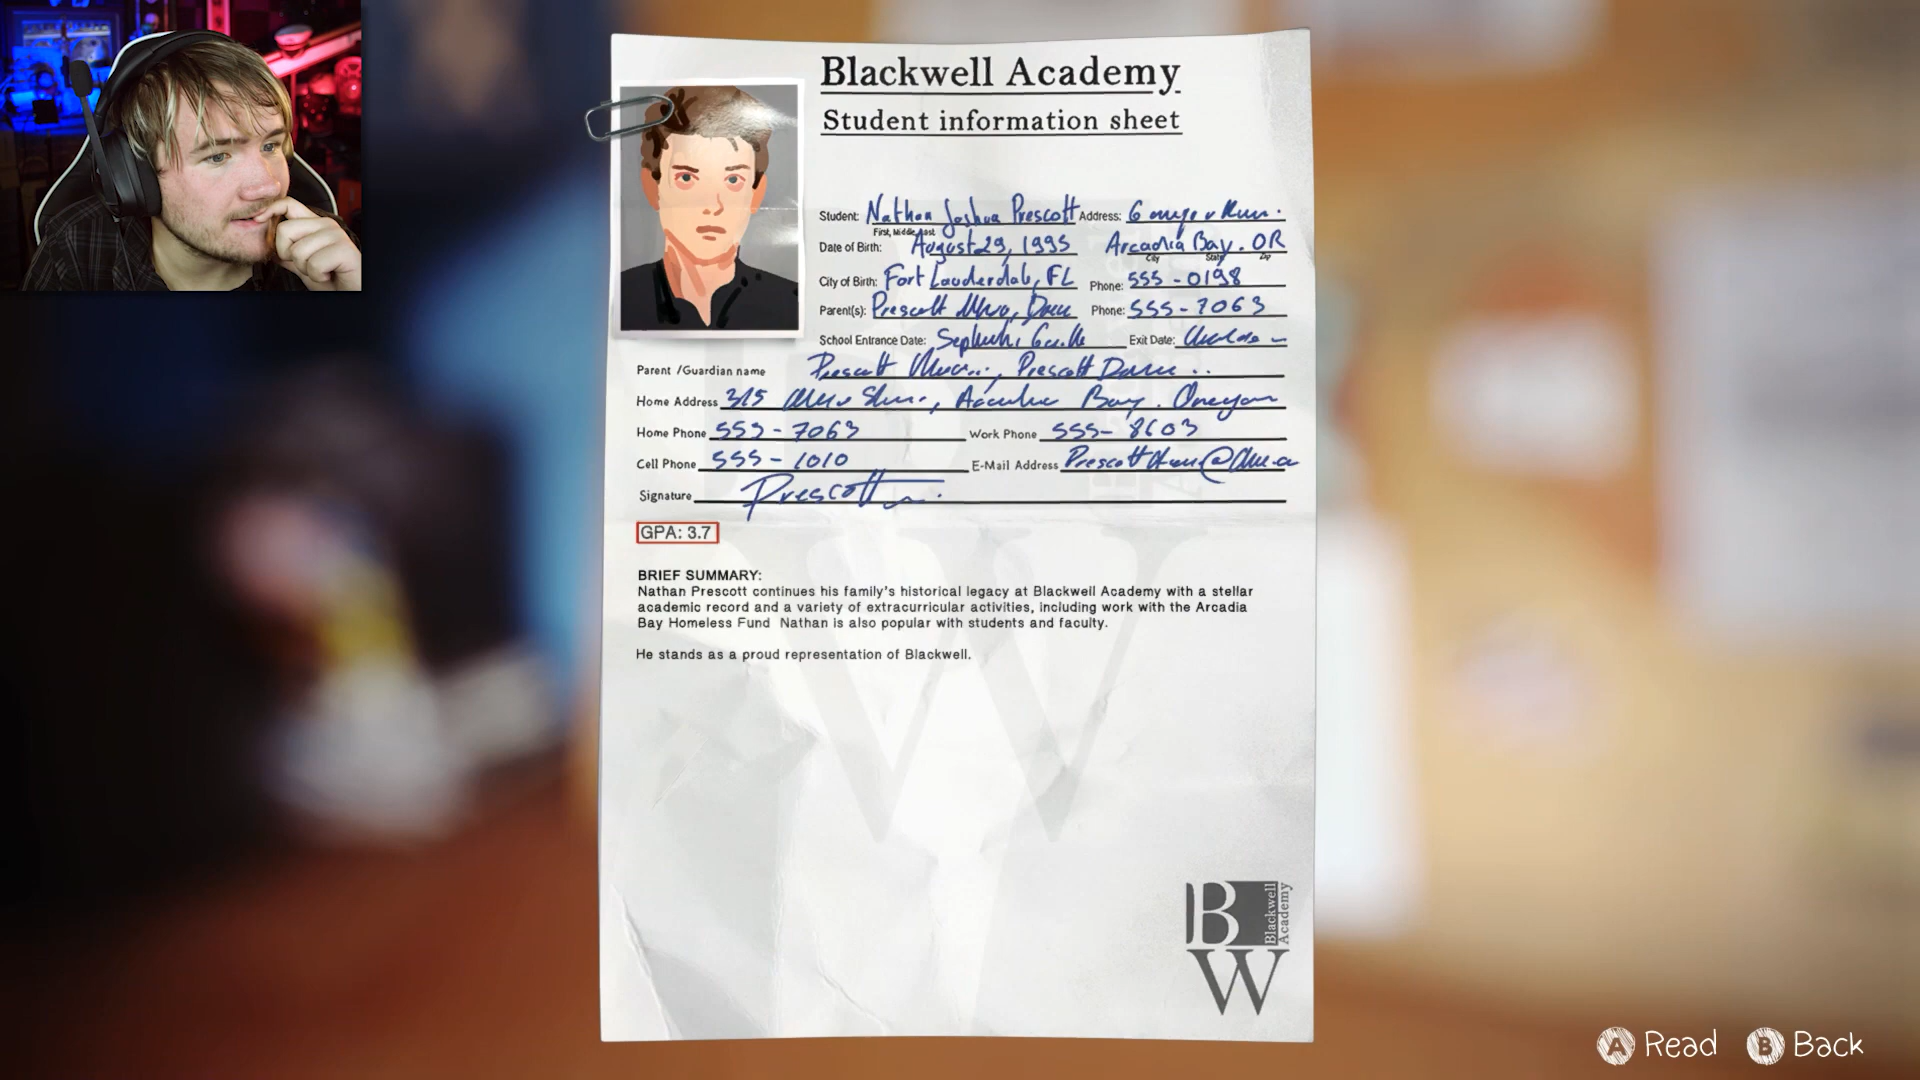 Blackwell Academy
Student information sheet
Student: Nathan Joshua Prescott Address:
First, Middle, Last
Date of Birth: August 29, 1995 Arcadia Bay. OR
City State Zip
City of Birth: Fort Lauderdale, FL Phone: 555-0198
Parent(s): Prescott Phone: 555-7063
School Entrance Date: Exit Date:
Parent /Guardian name Prescott Prescott
Home Address 315 Bay.
Home Phone 555-7063 Work Phone 555-8603
Cell Phone 555-1010 E-Mail Address
Signature Prescott
GPA: 3.7
BRIEF SUMMARY:
Nathan Prescott continues his family's historical legacy at Blackwell Academy with a stellar
academic record and a variety of extracurricular activities, including work with the Arcadia
Bay Homeless Fund Nathan is also popular with students and faculty.
He stands as a proud representation of Blackwell.
B Blackwell Academy
W
A Read B Back